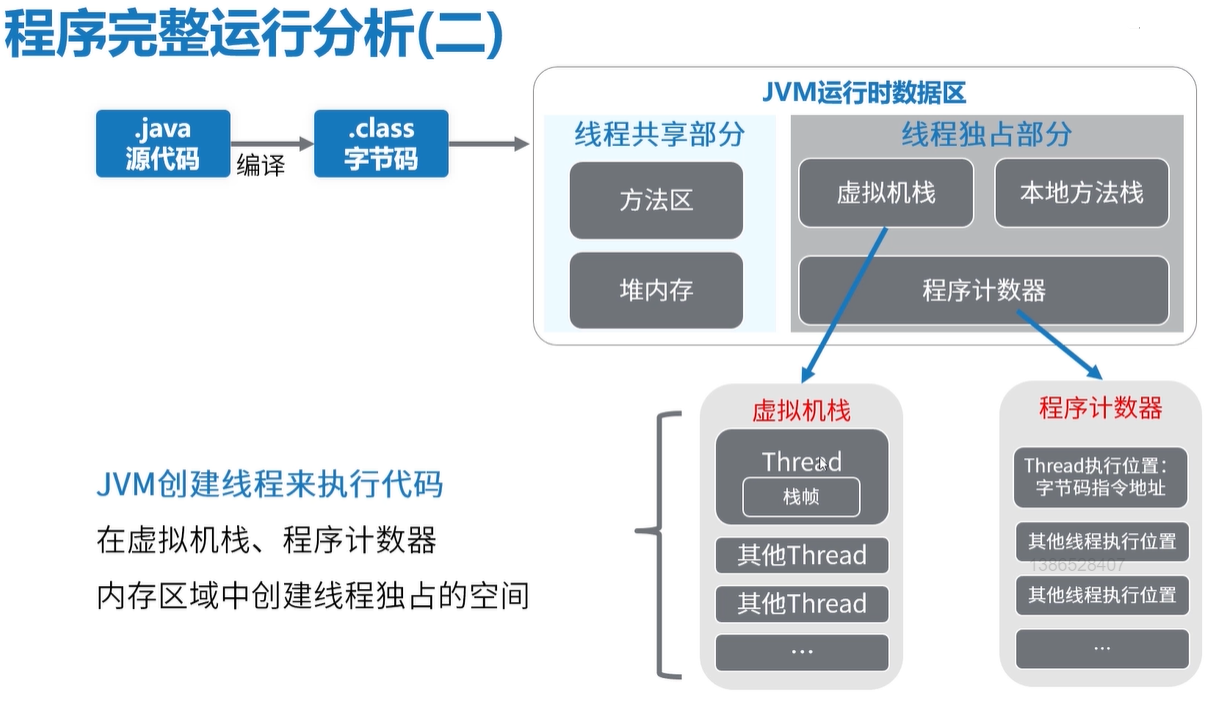 程序完整运行分析(二)
.java
源代码
编译
.class
字节码
JVM运行时数据区
线程共享部分
方法区
堆内存
线程独占部分
虚拟机栈
本地方法栈
程序计数器
JVM创建线程来执行代码
在虚拟机栈、程序计数器
内存区域中创建线程独占的空间
虚拟机栈
Thread
栈帧
其他Thread
其他Thread
...
程序计数器
Thread执行位置：
字节码指令地址
其他线程执行位置
1386528407
其他线程执行位置
...